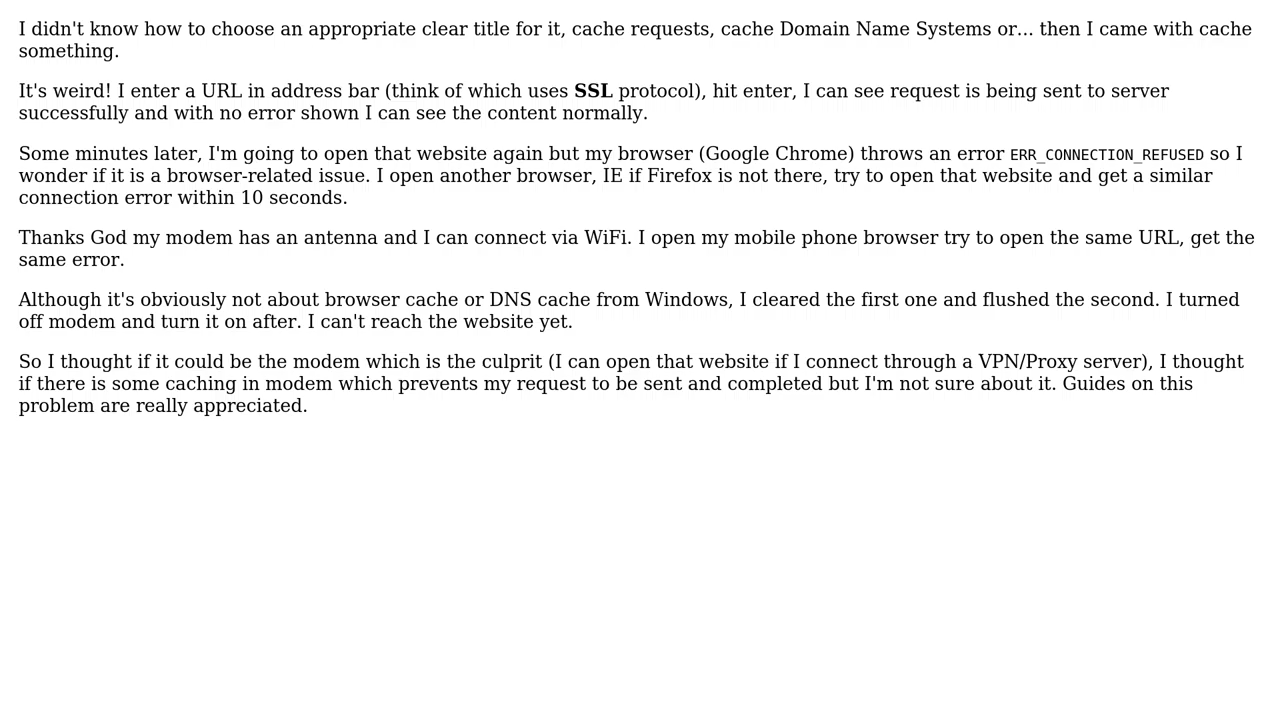 I didn't know how to choose an appropriate clear title for it, cache requests, cache Domain Name Systems or... then I came with cache
something.
It's weird! I enter a URL in address bar (think of which uses SSL protocol), hit enter, I can see request is being sent to server
successfully and with no error shown I can see the content normally.
Some minutes later, I'm going to open that website again but my browser (Google Chrome) throws an error ERR_CONNECTION_REFUSED so I
wonder if it is a browser-related issue. I open another browser, IE if Firefox is not there, try to open that website and get a similar
connection error within 10 seconds.
Thanks God my modem has an antenna and I can connect via WiFi. I open my mobile phone browser try to open the same URL, get the
same error.
Although it's obviously not about browser cache or DNS cache from Windows, I cleared the first one and flushed the second. I turned
off modem and turn it on after. I can't reach the website yet.
So I thought if it could be the modem which is the culprit (I can open that website if I connect through a VPN/Proxy server), I thought
if there is some caching in modem which prevents my request to be sent and completed but I'm not sure about it. Guides on this
problem are really appreciated.